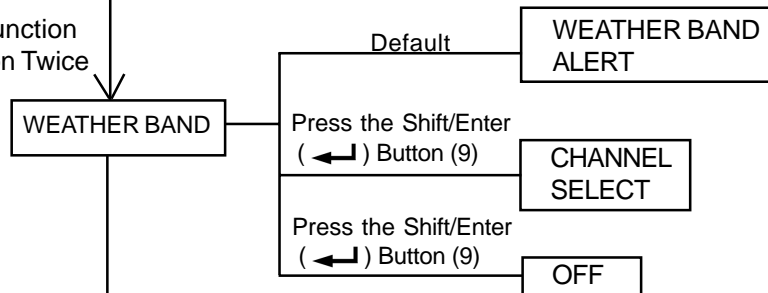 Twice
Default
WEATHER BAND
ALERT
WEATHER BAND
Press the Shift/Enter
( ) Button (9)
CHANNEL
SELECT
Press the Shift/Enter
( ) Button (9)
OFF